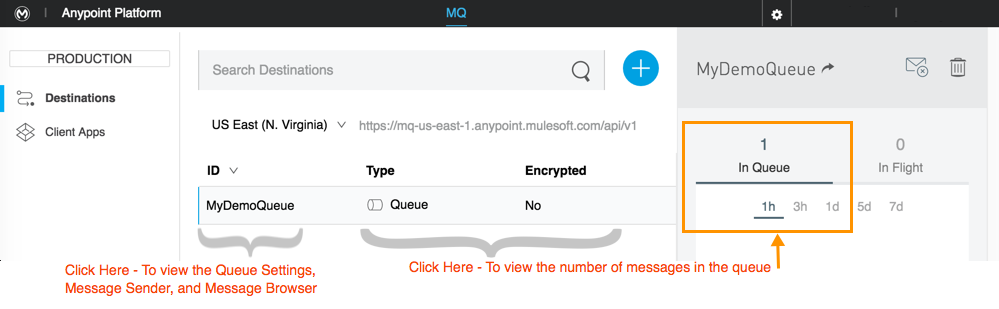 Anypoint Platform
MQ
PRODUCTION
Destinations
Client Apps
Search Destinations
US East (N. Virginia)
https://mq-us-east-1.anypoint.mulesoft.com/api/v1
ID Type Encrypted
MyDemoQueue Queue No
Click Here - To view the Queue Settings,
Message Sender, and Message Browser
Click Here - To view the number of messages in the queue
MyDemoQueue
1 0
In Queue In Flight
1h 3h 1d 5d 7d